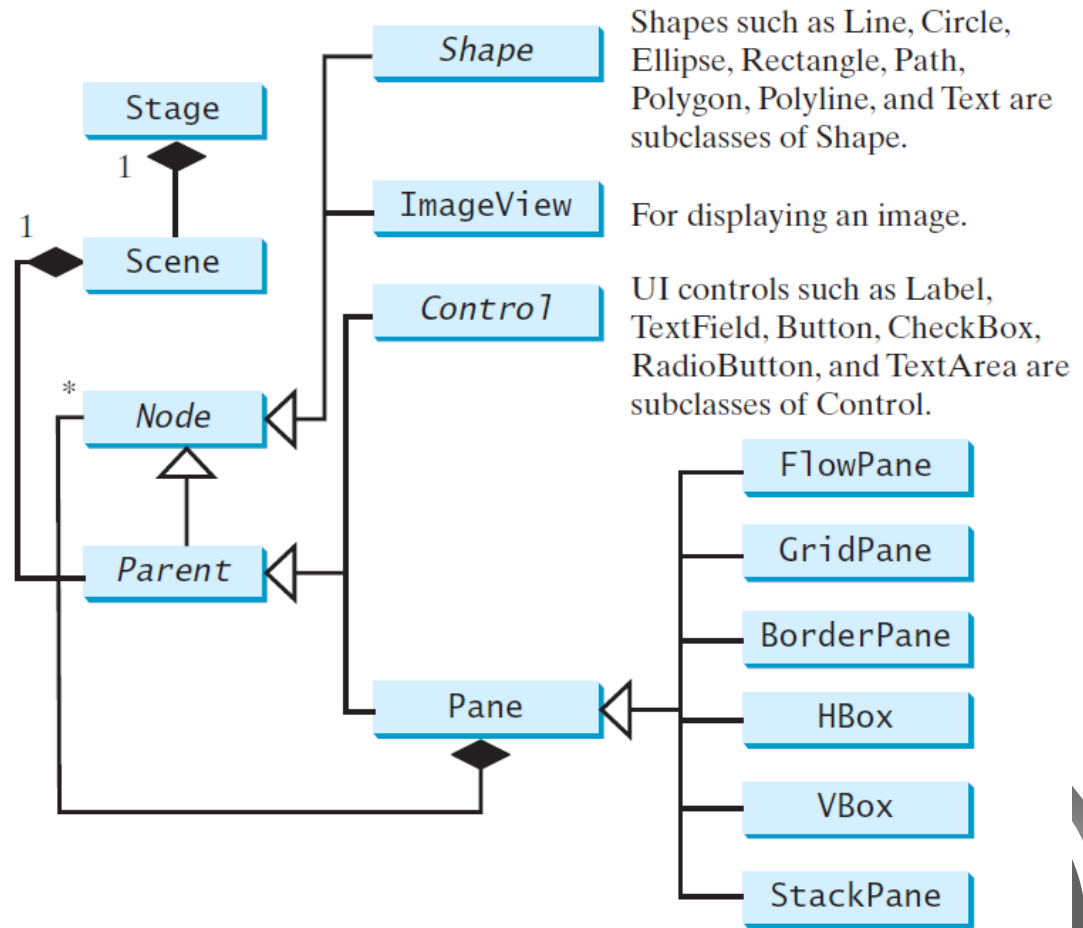 Shape
Shapes such as Line, Circle,
Ellipse, Rectangle, Path,
Polygon, Polyline, and Text are
subclasses of Shape.
Stage
1
ImageView
For displaying an image.
1
Scene
Control
UI controls such as Label,
TextField, Button, CheckBox,
RadioButton, and TextArea are
subclasses of Control.
*
Node
FlowPane
GridPane
Parent
BorderPane
Pane
HBox
VBox
StackPane